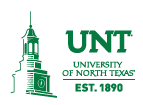 UNT
UNIVERSITY
OF NORTH TEXAS®
EST. 1890